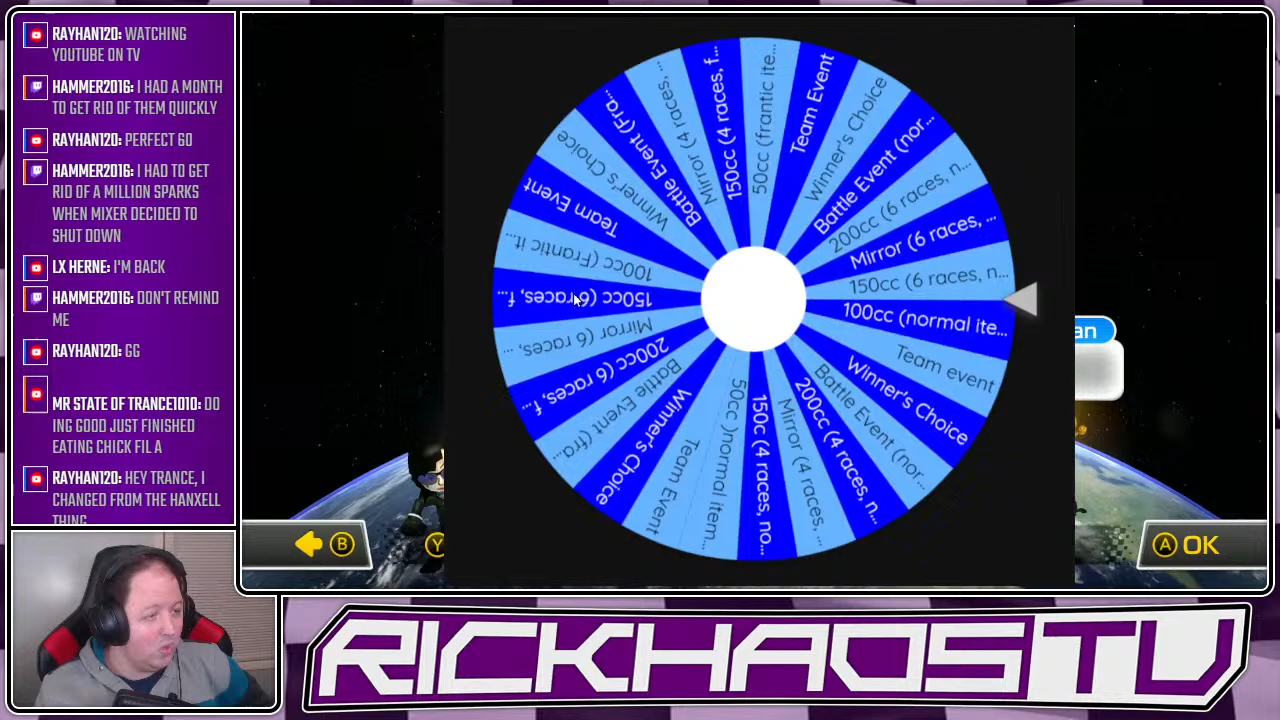 RAYHAN120: WATCHING
YOUTUBE ON TV
HAMMER2016: I HAD A MONTH
TO GET RID OF THEM QUICKLY
RAYHAN120: PERFECT 60
HAMMER2016: I HAD TO GET
RID OF A MILLION SPARKS
WHEN MIXER DECIDED TO
SHUT DOWN
LX HERNE: I'M BACK
HAMMER2016: DON'T REMIND
ME
RAYHAN120: GG
MR STATE OF TRANCE1010: DO
ING GOOD JUST FINISHED
EATING CHICK FIL A
RAYHAN120: HEY TRANCE, I
CHANGED FROM THE HANXELL
THING
50cc (frantic ite...
Team Event
Winner's Choice
Battle Event (nor...
200cc (6 races, n...
Mirror (6 races, ...
150cc (6 races, n...
100cc (normal ite...
Team event
Winner's Choice
Battle Event (nor...
200cc (4 races, n...
Mirror (4 races, ...
150c (4 races, no...
50cc )normal item...
Team Event
Winner's Choice
Battle Event (fra...
200cc (6 races, f...
Mirror (6 races, ...
150cc (6 races, f...
100cc (Frantic it...
Team Event
Winner's Choice
Battle Event (Fra...
Mirror (4 races, ...
150cc (4 races, f...
an
B
Y
A OK
RICKHAOSTV